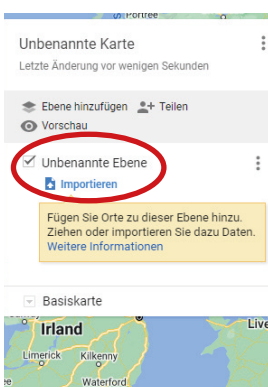 Portree
Unbenannte Karte
Letzte Änderung vor wenigen Sekunden
Ebene hinzufügen Teilen
Vorschau
Unbenannte Ebene
Importieren
Fügen Sie Orte zu dieser Ebene hinzu.
Ziehen oder importieren Sie dazu Daten.
Weitere Informationen
Basiskarte
Irland
Live
Limerick Kilkenny
Waterford